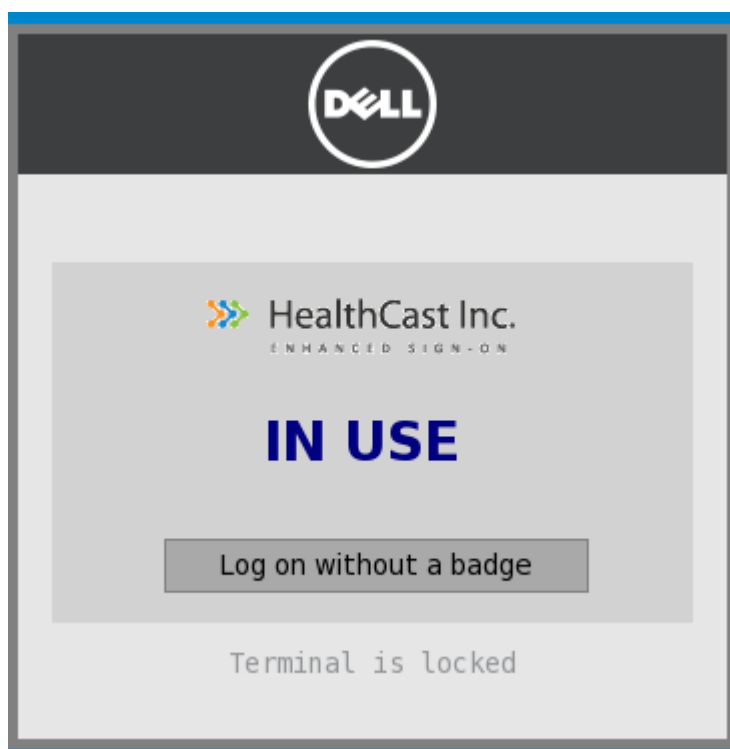 DELL
HealthCast Inc.
ENHANCED SIGN-ON
IN USE
Log on without a badge
Terminal is locked